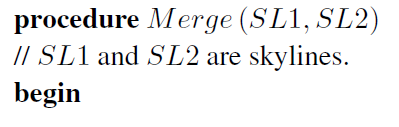 procedure Merge (SL1, SL2)
// SL1 and SL2 are skylines.
begin